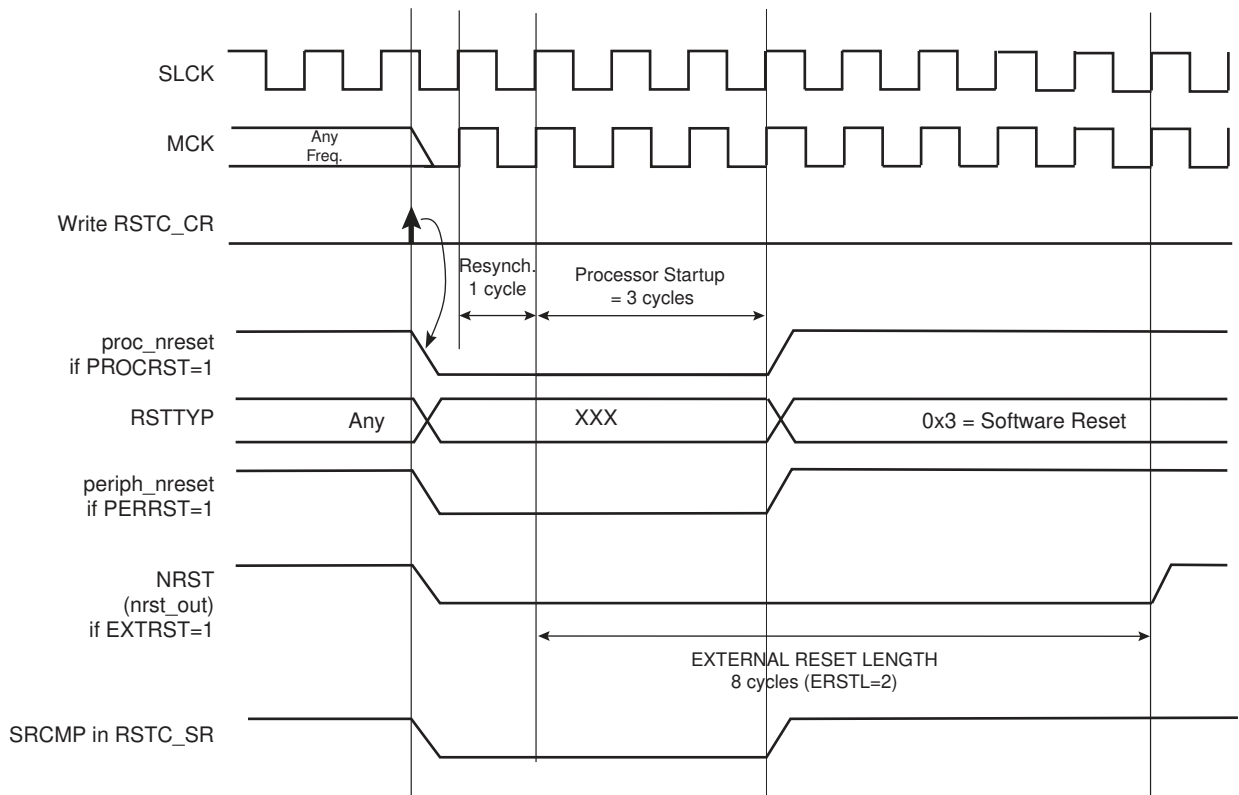 SLCK
MCK
Any
Freq.
Write RSTC_CR
Resynch.
1 cycle
Processor Startup
= 3 cycles
proc_nreset
if PROCRST=1
RSTTYP
Any
XXX
0x3 = Software Reset
periph_nreset
if PERRST=1
NRST
(nrst_out)
if EXTRST=1
EXTERNAL RESET LENGTH
8 cycles (ERSTL=2)
SRCMP in RSTC_SR